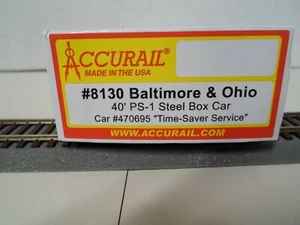 ACCURAIL®
MADE IN THE USA
#8130 Baltimore & Ohio
40' PS-1 Steel Box Car
Car #470695 "Time-Saver Service"
WWW.ACCURAIL.COM